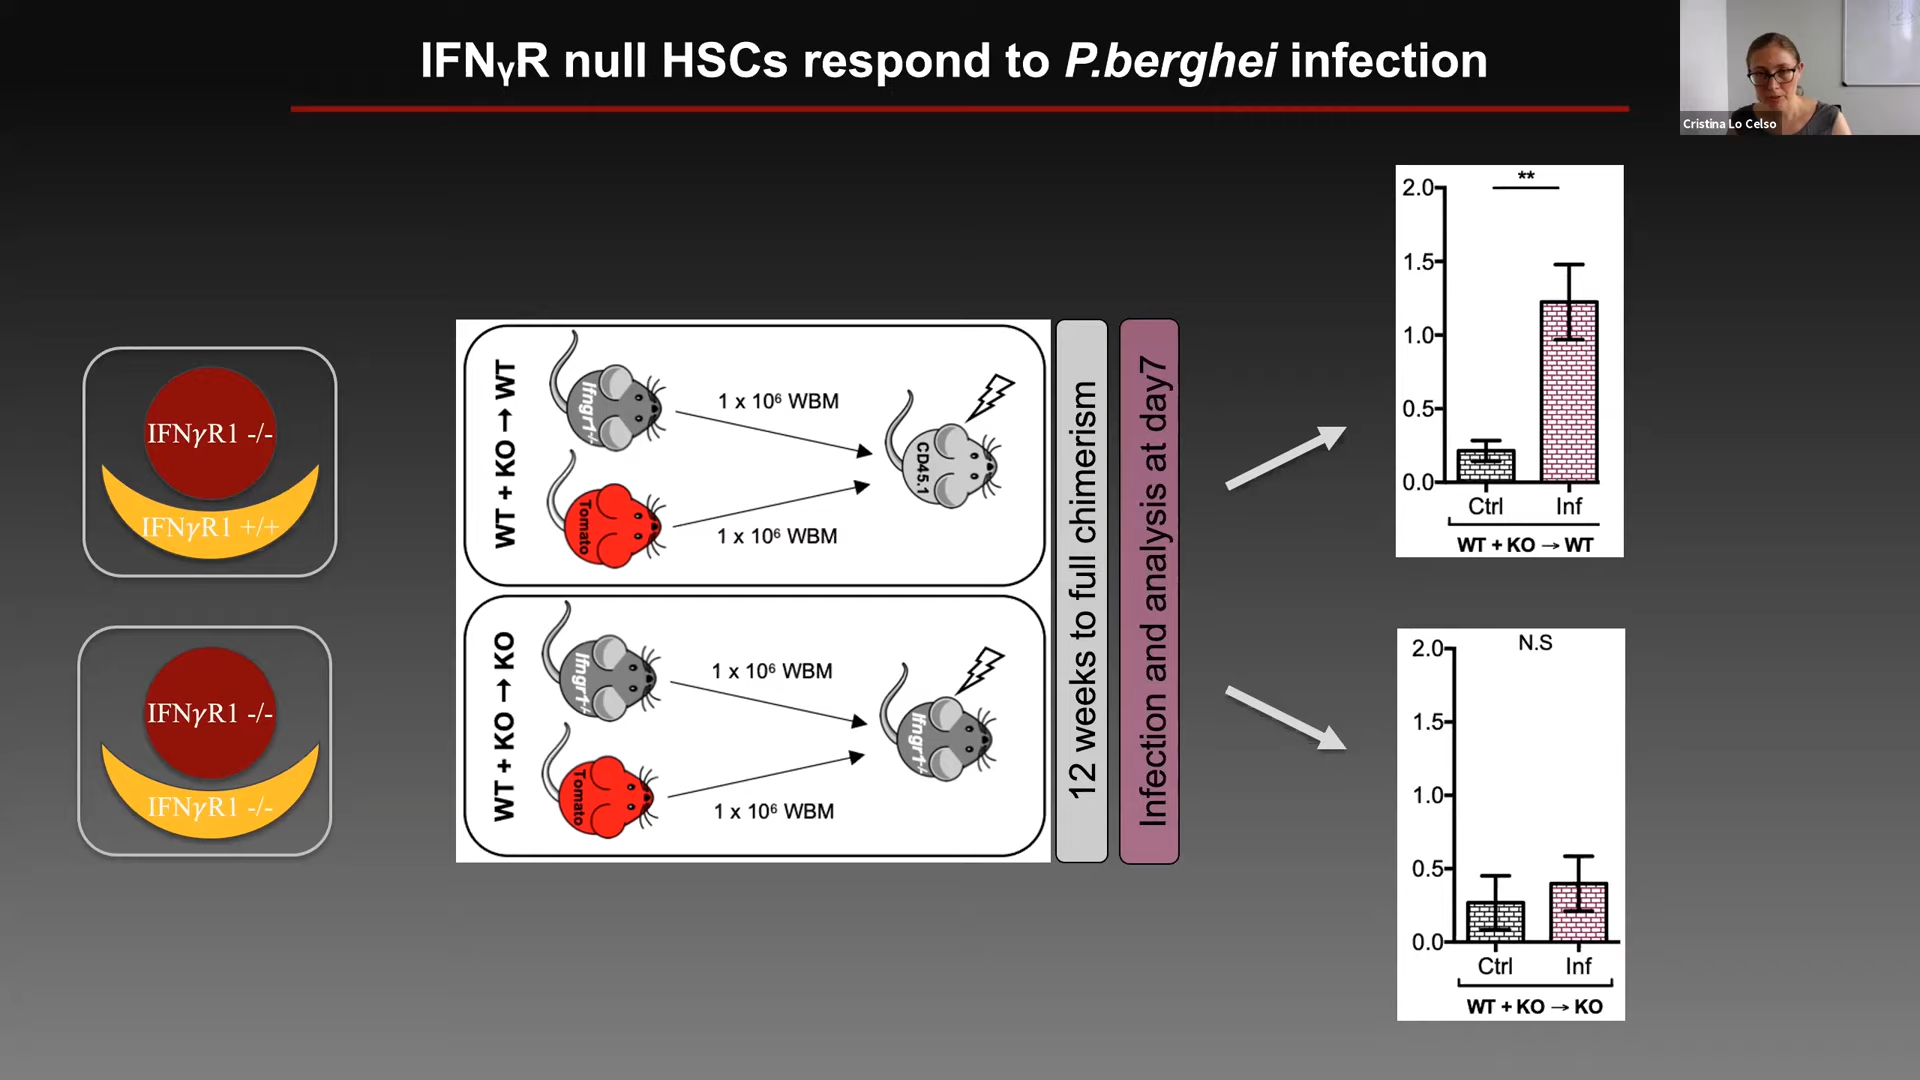 IFNγR null HSCs respond to P.berghei infection
Cristina Lo Celso
IFNγR1 -/-
IFNγR1 +/+
IFNγR1 -/-
IFNγR1 -/-
WT + KO → WT
Ifngr1-/-
Tomato
1 x 10⁶ WBM
1 x 10⁶ WBM
CD45.1
WT + KO → KO
Ifngr1-/-
Tomato
1 x 10⁶ WBM
1 x 10⁶ WBM
Ifngr1-/-
12 weeks to full chimerism
Infection and analysis at day7
**
2.0
1.5
1.0
0.5
0.0
Ctrl Inf
WT + KO → WT
N.S
2.0
1.5
1.0
0.5
0.0
Ctrl Inf
WT + KO → KO